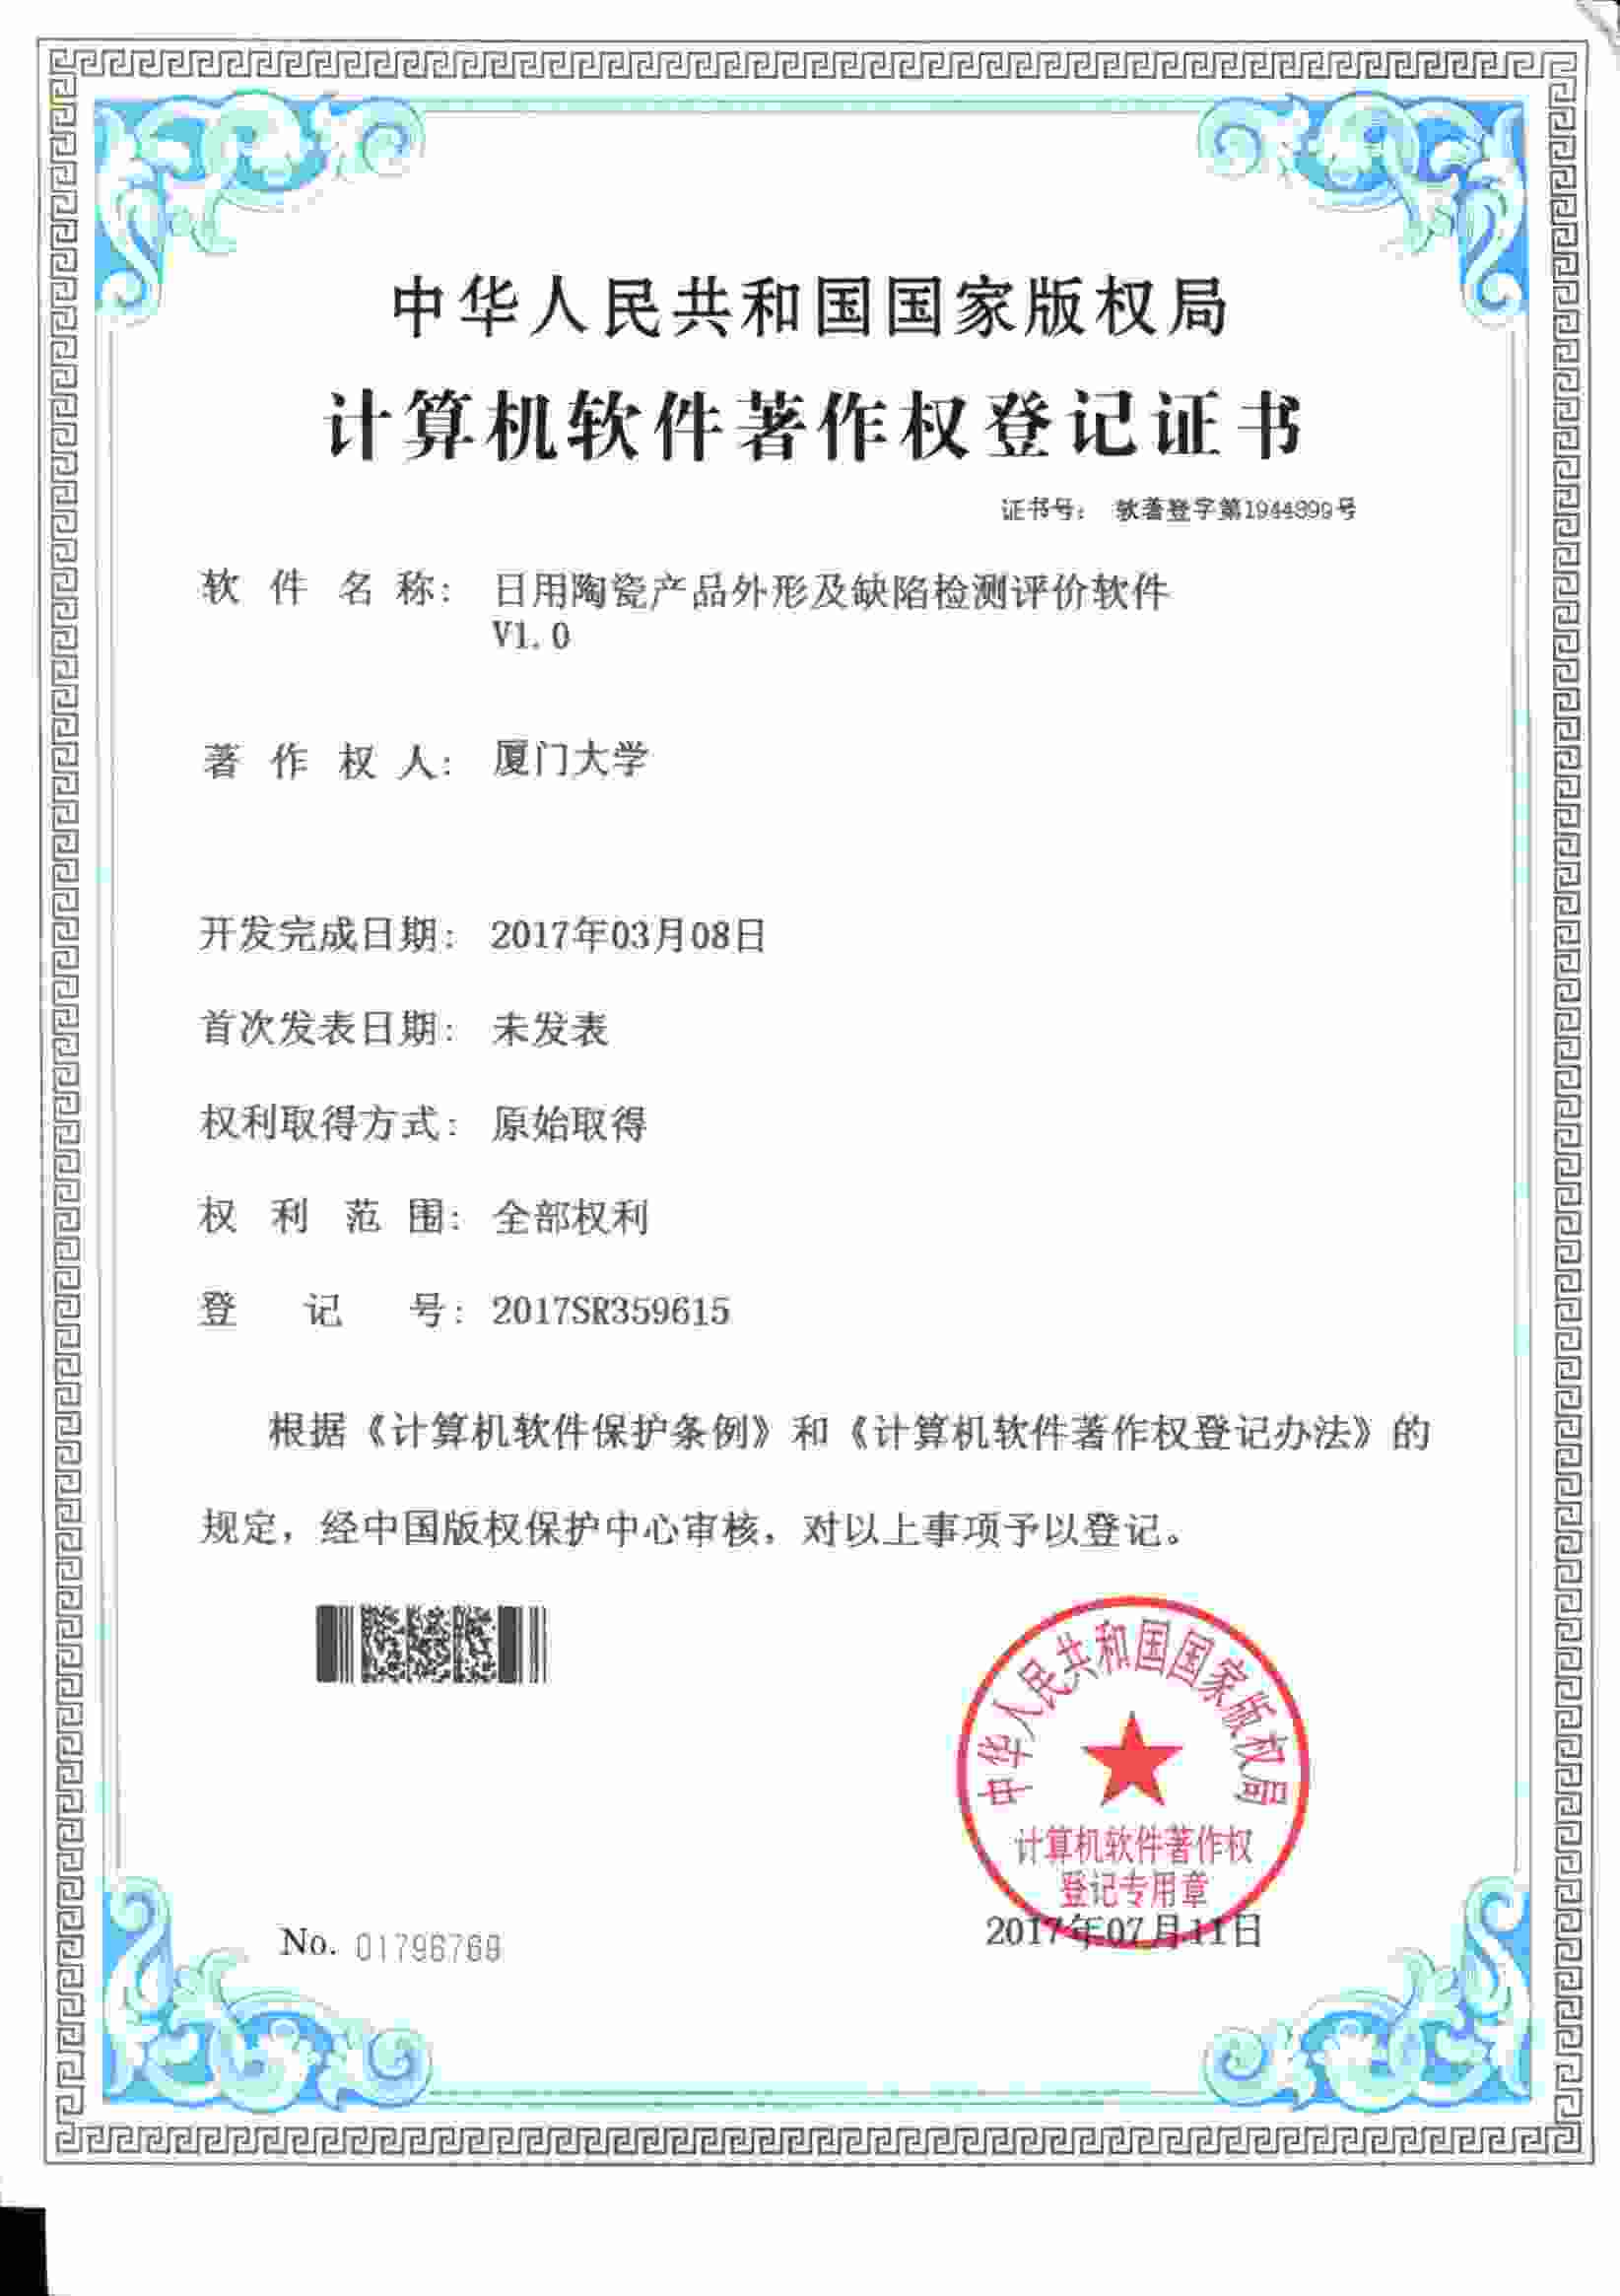 中华人民共和国国家版权局
计算机软件著作权登记证书
证书号： 软著登字第1944899号
软件名称： 日用陶瓷产品外形及缺陷检测评价软件
V1.0
著作权人： 厦门大学
开发完成日期： 2017年03月08日
首次发表日期： 未发表
权利取得方式： 原始取得
权利范围： 全部权利
登记号： 2017SR359615
根据《计算机软件保护条例》和《计算机软件著作权登记办法》的
规定，经中国版权保护中心审核，对以上事项予以登记。
中华人民共和国国家版权局
计算机软件著作权
登记专用章
No. 01796768
2017年07月11日